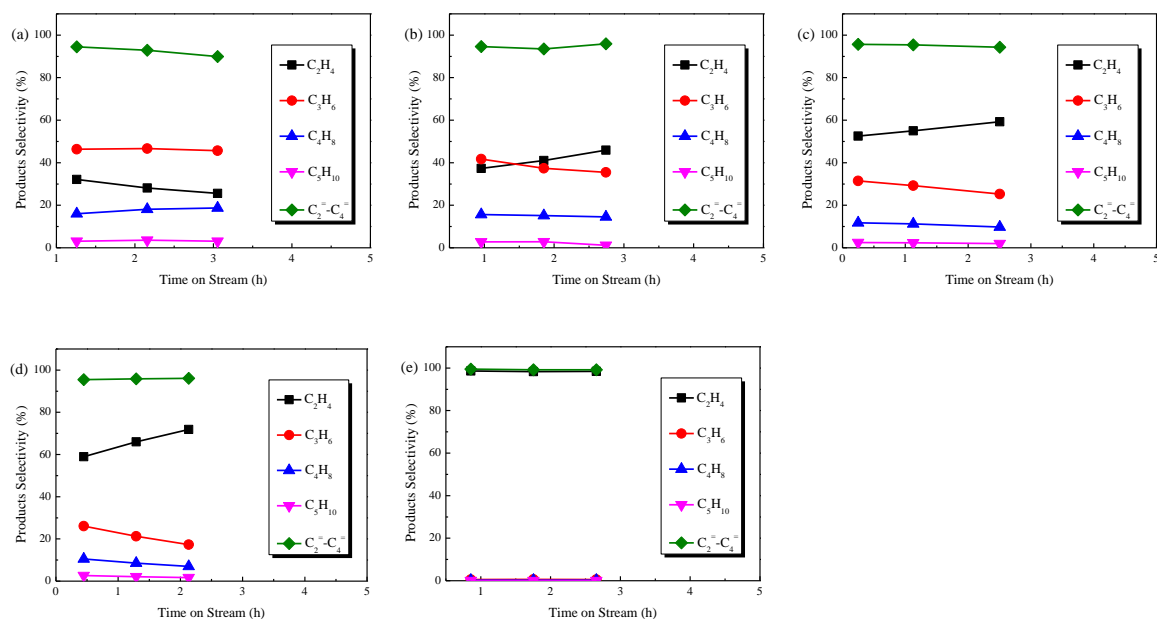 (a)
Products Selectivity (%)
100
80
60
40
20
0
1
2
3
4
5
Time on Stream (h)
C₂H₄
C₃H₆
C₄H₈
C₅H₁₀
C₂⁼-C₄⁼
(b)
Products Selectivity (%)
100
80
60
40
20
0
1
2
3
4
5
Time on Stream (h)
C₂H₄
C₃H₆
C₄H₈
C₅H₁₀
C₂⁼-C₄⁼
(c)
Products Selectivity (%)
100
80
60
40
20
0
0
1
2
3
4
5
Time on Stream (h)
C₂H₄
C₃H₆
C₄H₈
C₅H₁₀
C₂⁼-C₄⁼
(d)
Products Selectivity (%)
100
80
60
40
20
0
0
1
2
3
4
5
Time on Stream (h)
C₂H₄
C₃H₆
C₄H₈
C₅H₁₀
C₂⁼-C₄⁼
(e)
Products Selectivity (%)
100
80
60
40
20
0
1
2
3
4
5
Time on Stream (h)
C₂H₄
C₃H₆
C₄H₈
C₅H₁₀
C₂⁼-C₄⁼